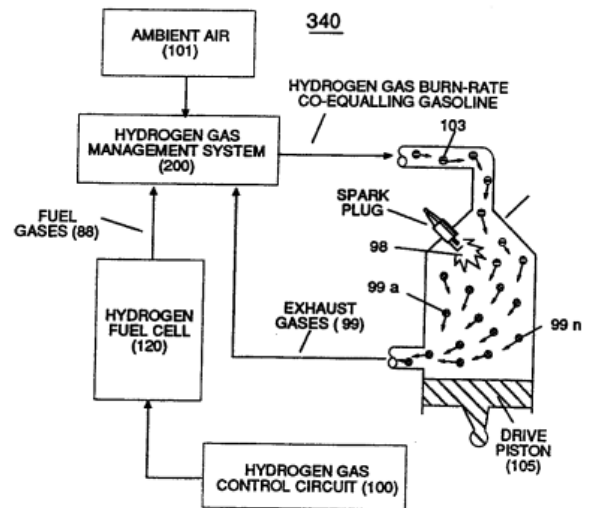 340
AMBIENT AIR
(101)
HYDROGEN GAS BURN-RATE
CO-EQUALLING GASOLINE
103
HYDROGEN GAS
MANAGEMENT SYSTEM
(200)
SPARK
PLUG
FUEL
GASES (88)
98
99 a
99 n
HYDROGEN
FUEL CELL
(120)
EXHAUST
GASES ( 99)
DRIVE
PISTON
(105)
HYDROGEN GAS
CONTROL CIRCUIT (100)